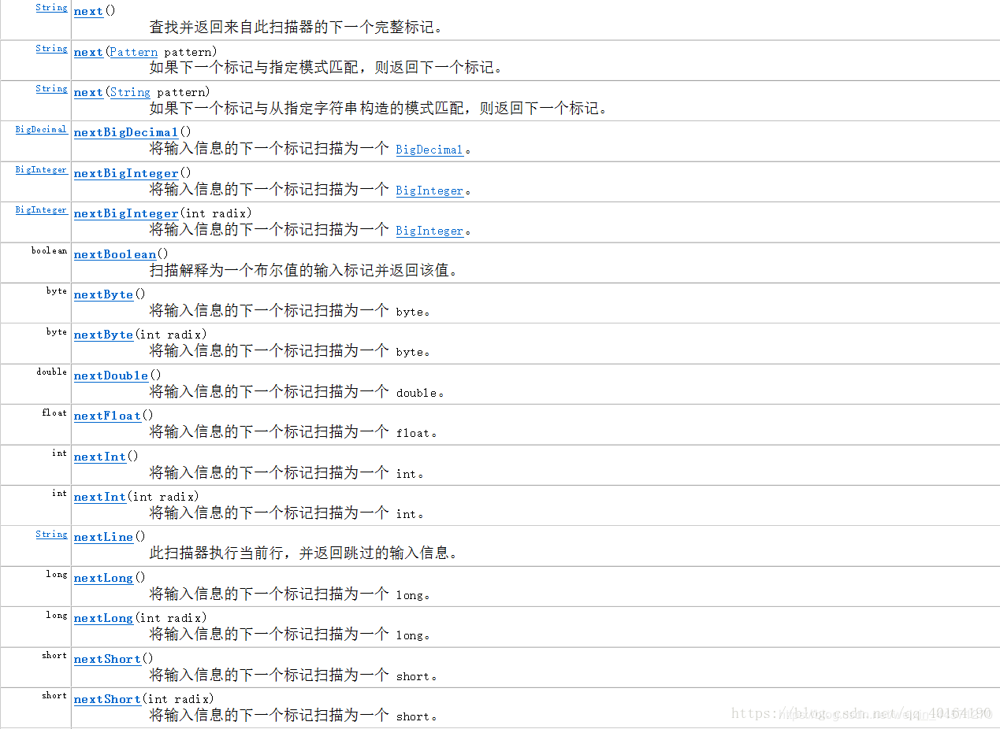 String next()
查找并返回来自此扫描器的下一个完整标记。
String next(Pattern pattern)
如果下一个标记与指定模式匹配，则返回下一个标记。
String next(String pattern)
如果下一个标记与从指定字符串构造的模式匹配，则返回下一个标记。
BigDecimal nextBigDecimal()
将输入信息的下一个标记扫描为一个 BigDecimal。
BigInteger nextBigInteger()
将输入信息的下一个标记扫描为一个 BigInteger。
BigInteger nextBigInteger(int radix)
将输入信息的下一个标记扫描为一个 BigInteger。
boolean nextBoolean()
扫描解释为一个布尔值的输入标记并返回该值。
byte nextByte()
将输入信息的下一个标记扫描为一个 byte。
byte nextByte(int radix)
将输入信息的下一个标记扫描为一个 byte。
double nextDouble()
将输入信息的下一个标记扫描为一个 double。
float nextFloat()
将输入信息的下一个标记扫描为一个 float。
int nextInt()
将输入信息的下一个标记扫描为一个 int。
int nextInt(int radix)
将输入信息的下一个标记扫描为一个 int。
String nextLine()
此扫描器执行当前行，并返回跳过的输入信息。
long nextLong()
将输入信息的下一个标记扫描为一个 long。
long nextLong(int radix)
将输入信息的下一个标记扫描为一个 long。
short nextShort()
将输入信息的下一个标记扫描为一个 short。
short nextShort(int radix)
将输入信息的下一个标记扫描为一个 short。
https://blog.csdn.net/qq_40164190